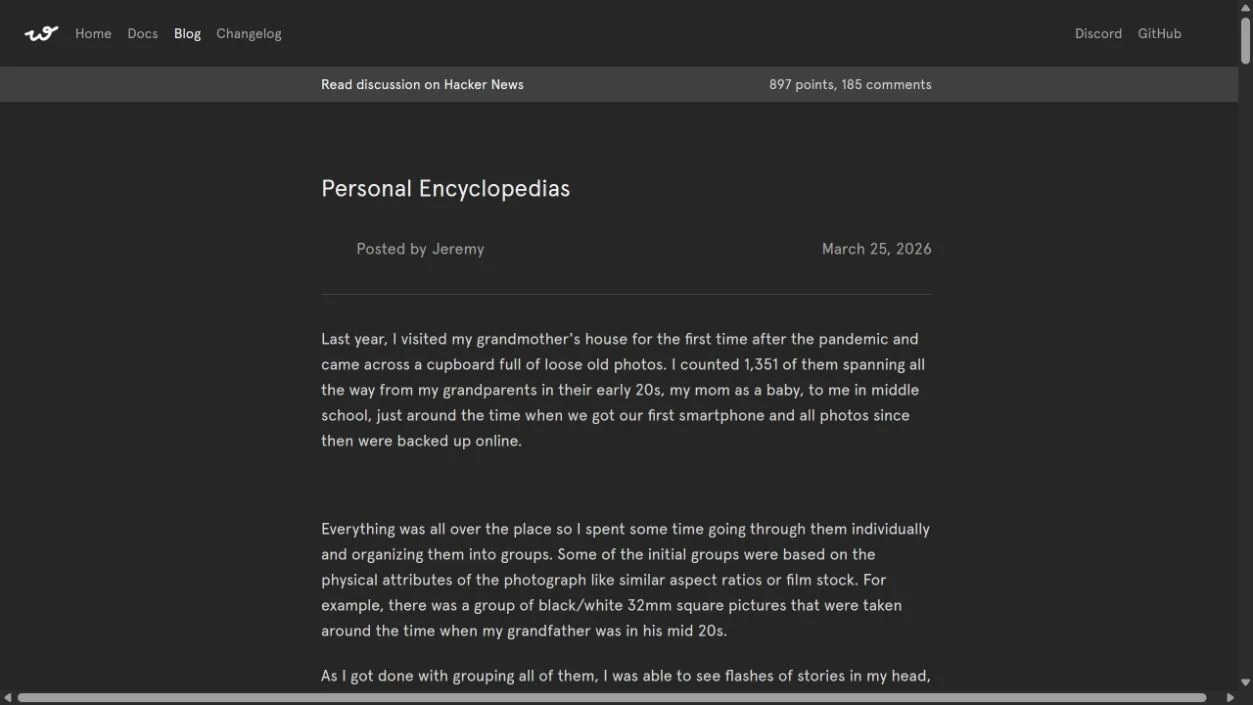 Home Docs Blog Changelog Discord GitHub
Read discussion on Hacker News 897 points, 185 comments
Personal Encyclopedias
Posted by Jeremy March 25, 2026
Last year, I visited my grandmother's house for the first time after the pandemic and
came across a cupboard full of loose old photos. I counted 1,351 of them spanning all
the way from my grandparents in their early 20s, my mom as a baby, to me in middle
school, just around the time when we got our first smartphone and all photos since
then were backed up online.
Everything was all over the place so I spent some time going through them individually
and organizing them into groups. Some of the initial groups were based on the
physical attributes of the photograph like similar aspect ratios or film stock. For
example, there was a group of black/white 32mm square pictures that were taken
around the time when my grandfather was in his mid 20s.
As I got done with grouping all of them, I was able to see flashes of stories in my head,